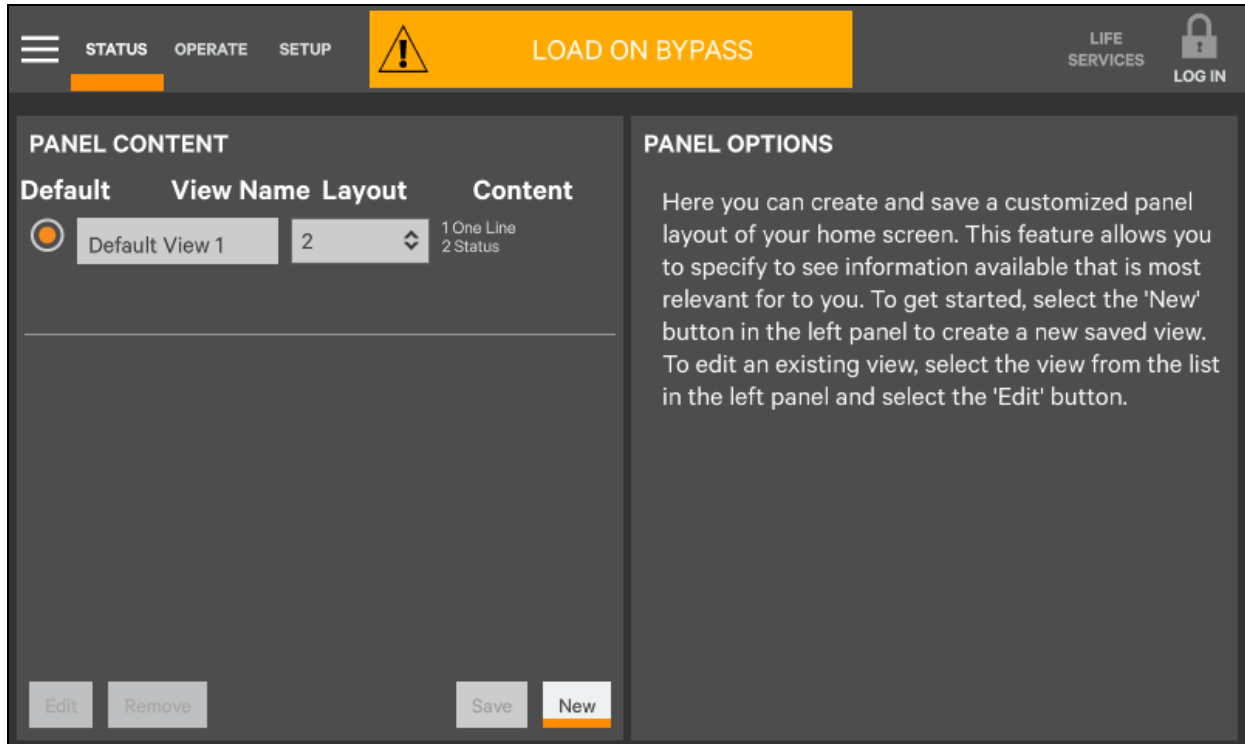 STATUS OPERATE SETUP
LOAD ON BYPASS
LIFE
SERVICES
LOG IN
PANEL CONTENT
Default View Name Layout Content
Default View 1 2
1 One Line
2 Status
Edit Remove Save New
PANEL OPTIONS
Here you can create and save a customized panel
layout of your home screen. This feature allows you
to specify to see information available that is most
relevant for to you. To get started, select the 'New'
button in the left panel to create a new saved view.
To edit an existing view, select the view from the list
in the left panel and select the 'Edit' button.